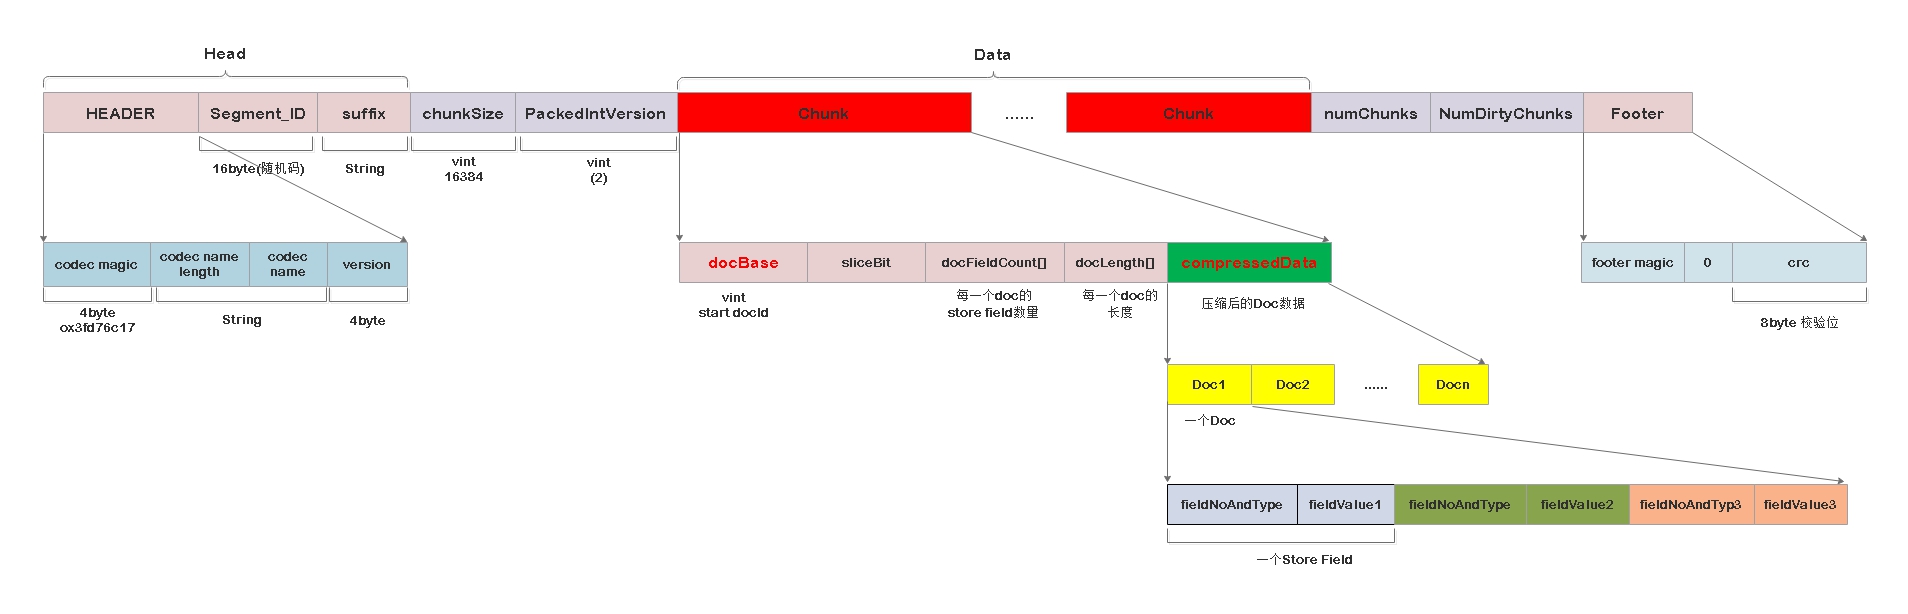 Head
Data
HEADER
Segment_ID
suffix
chunkSize
PackedIntVersion
Chunk
......
Chunk
numChunks
NumDirtyChunks
Footer
16byte(随机码)
String
vint
16384
vint
(2)
codec magic
codec name
length
codec
name
version
docBase
sliceBit
docFieldCount[]
docLength[]
compressedData
footer magic
0
crc
4byte
ox3fd76c17
String
4byte
vint
start docId
每一个doc的
store field数量
每一个doc的
长度
压缩后的Doc数据
8byte 校验位
Doc1
Doc2
......
Docn
一个Doc
fieldNoAndType
fieldValue1
fieldNoAndType
fieldValue2
fieldNoAndTyp3
fieldValue3
一个Store Field